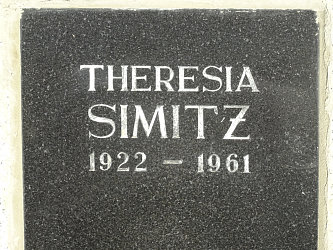 THERESIA
SIMITZ
1922 – 1961